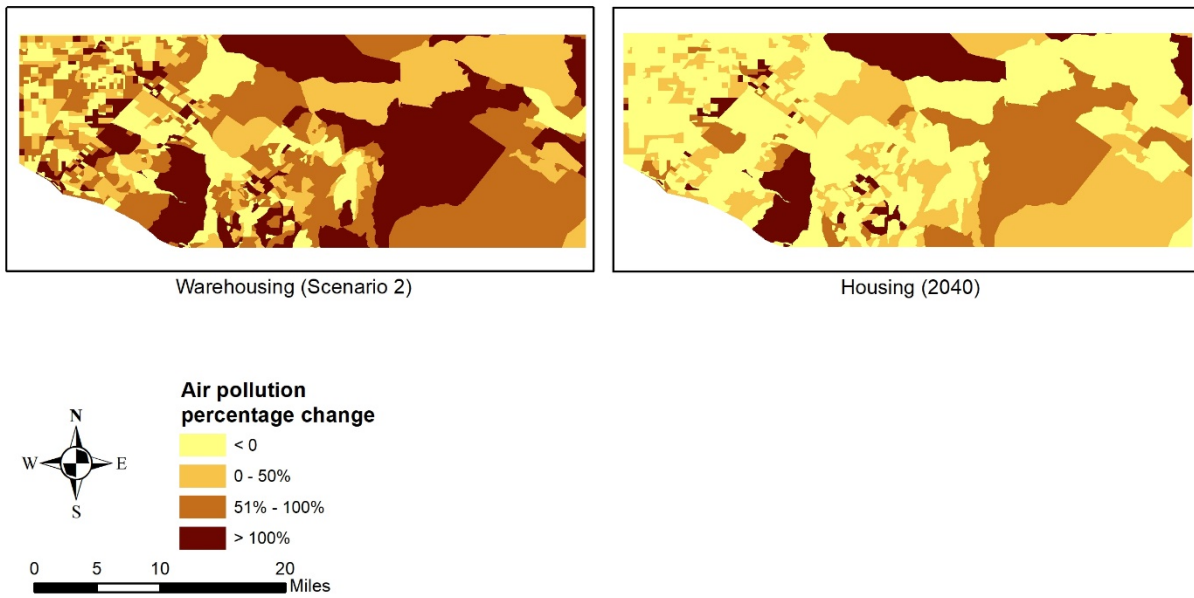 Warehousing (Scenario 2)
Housing (2040)
Air pollution
percentage change
< 0
0 - 50%
51% - 100%
> 100%
N
W
E
S
0 5 10 20
Miles